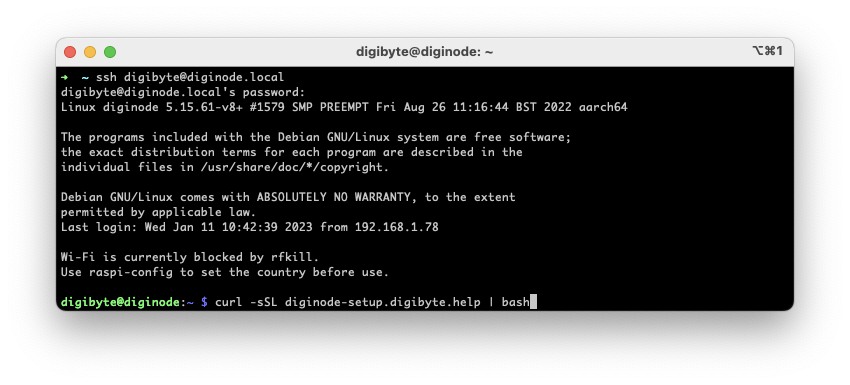 digibyte@diginode: ~
⌥⌘1
➜ ~ ssh digibyte@diginode.local
digibyte@diginode.local's password:
Linux diginode 5.15.61-v8+ #1579 SMP PREEMPT Fri Aug 26 11:16:44 BST 2022 aarch64
The programs included with the Debian GNU/Linux system are free software;
the exact distribution terms for each program are described in the
individual files in /usr/share/doc/*/copyright.
Debian GNU/Linux comes with ABSOLUTELY NO WARRANTY, to the extent
permitted by applicable law.
Last login: Wed Jan 11 10:42:39 2023 from 192.168.1.78
Wi-Fi is currently blocked by rfkill.
Use raspi-config to set the country before use.
digibyte@diginode:~ $ curl -sSL diginode-setup.digibyte.help | bash